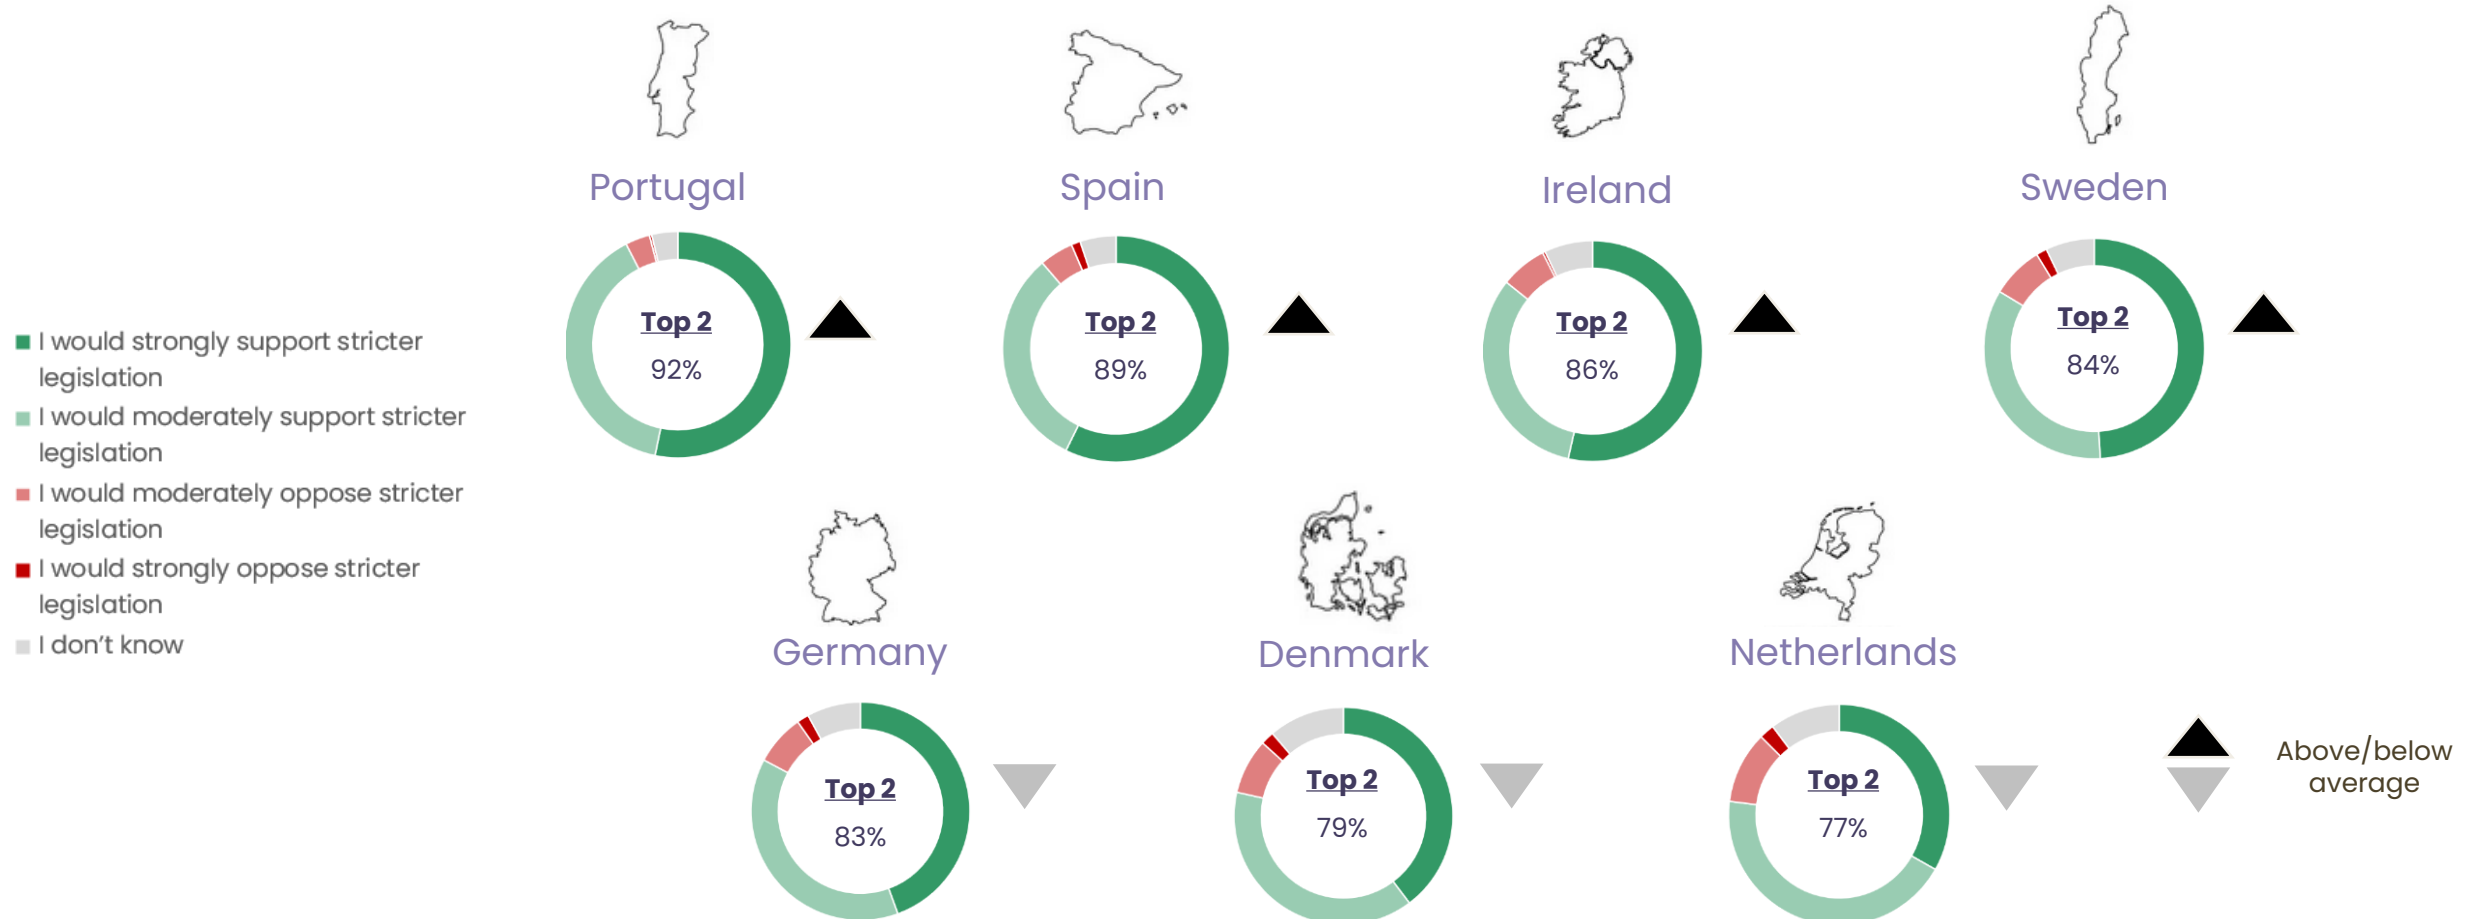 Portugal
Spain
Ireland
Sweden
I would strongly support stricter
legislation
I would moderately support stricter
legislation
I would moderately oppose stricter
legislation
I would strongly oppose stricter
legislation
I don't know
Top 2
92%
Top 2
89%
Top 2
86%
Top 2
84%
Germany
Denmark
Netherlands
Top 2
83%
Top 2
79%
Top 2
77%
Above/below
average